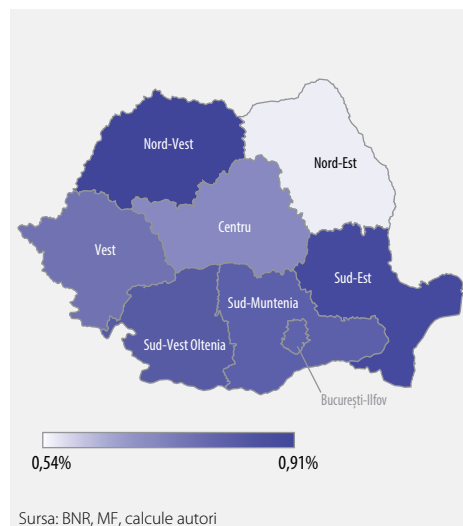 Nord-Vest
Nord-Est
Centru
Vest
Sud-Est
Sud-Muntenia
Sud-Vest Oltenia
București-Ilfov
0,54% 0,91%
Sursa: BNR, MF, calcule autori